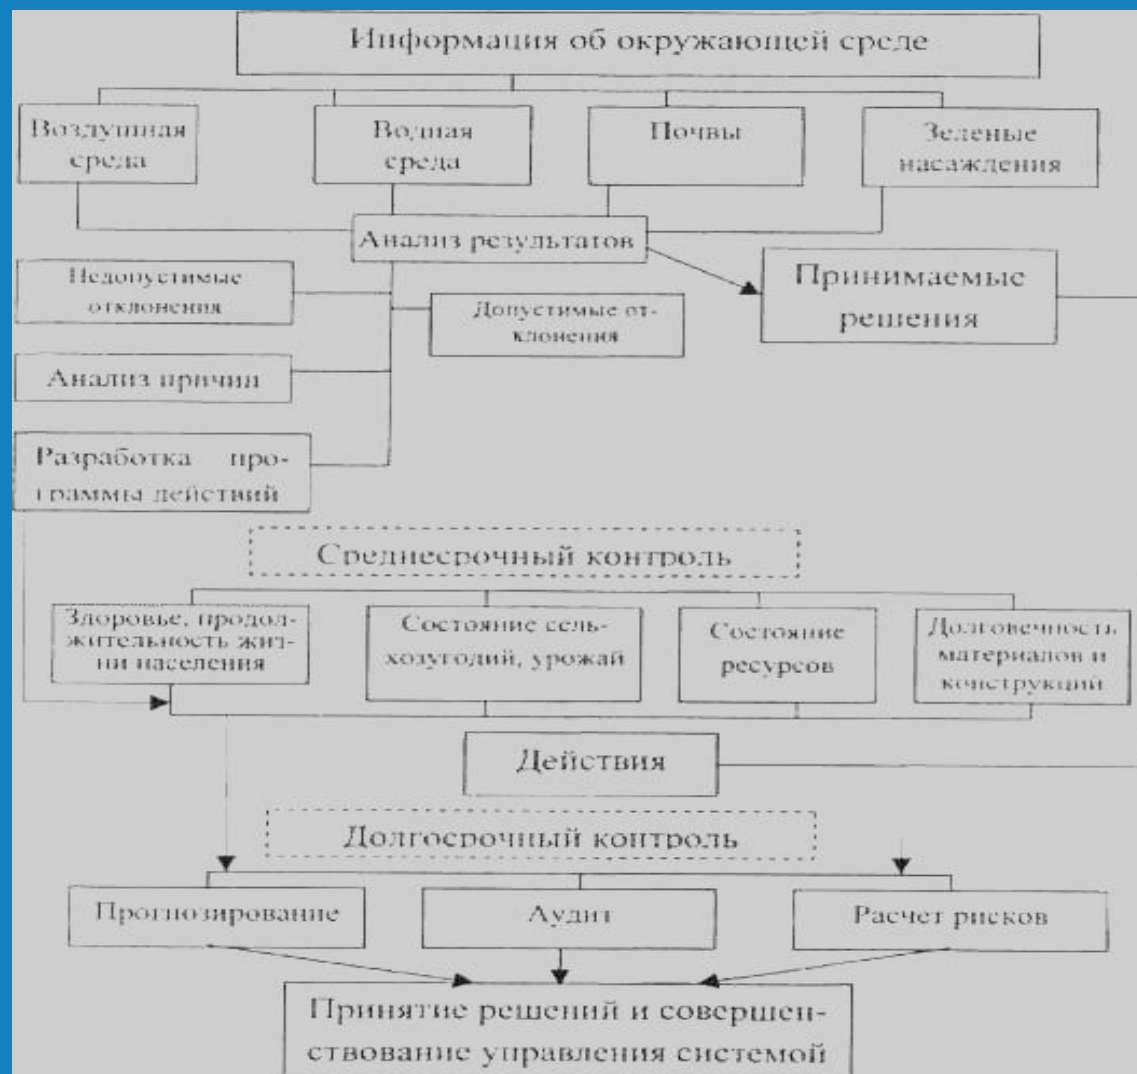 Информация об окружающей среде
Воздушная
среда
Водная
среда
Почвы
Зеленые
насаждения
Анализ результатов
Недопустимые
отклонения
Допустимые от-
клонения
Принимаемые
решения
Анализ причин
Разработка про-
граммы действий
Среднесрочный контроль
Здоровье, продол-
жительность жиз-
ни населения
Состояние сель-
хозугодий, урожай
Состояние
ресурсов
Долговечность
материалов и
конструкций
Действия
Долгосрочный контроль
Прогнозирование
Аудит
Расчет рисков
Принятие решений и совершен-
ствование управления системой